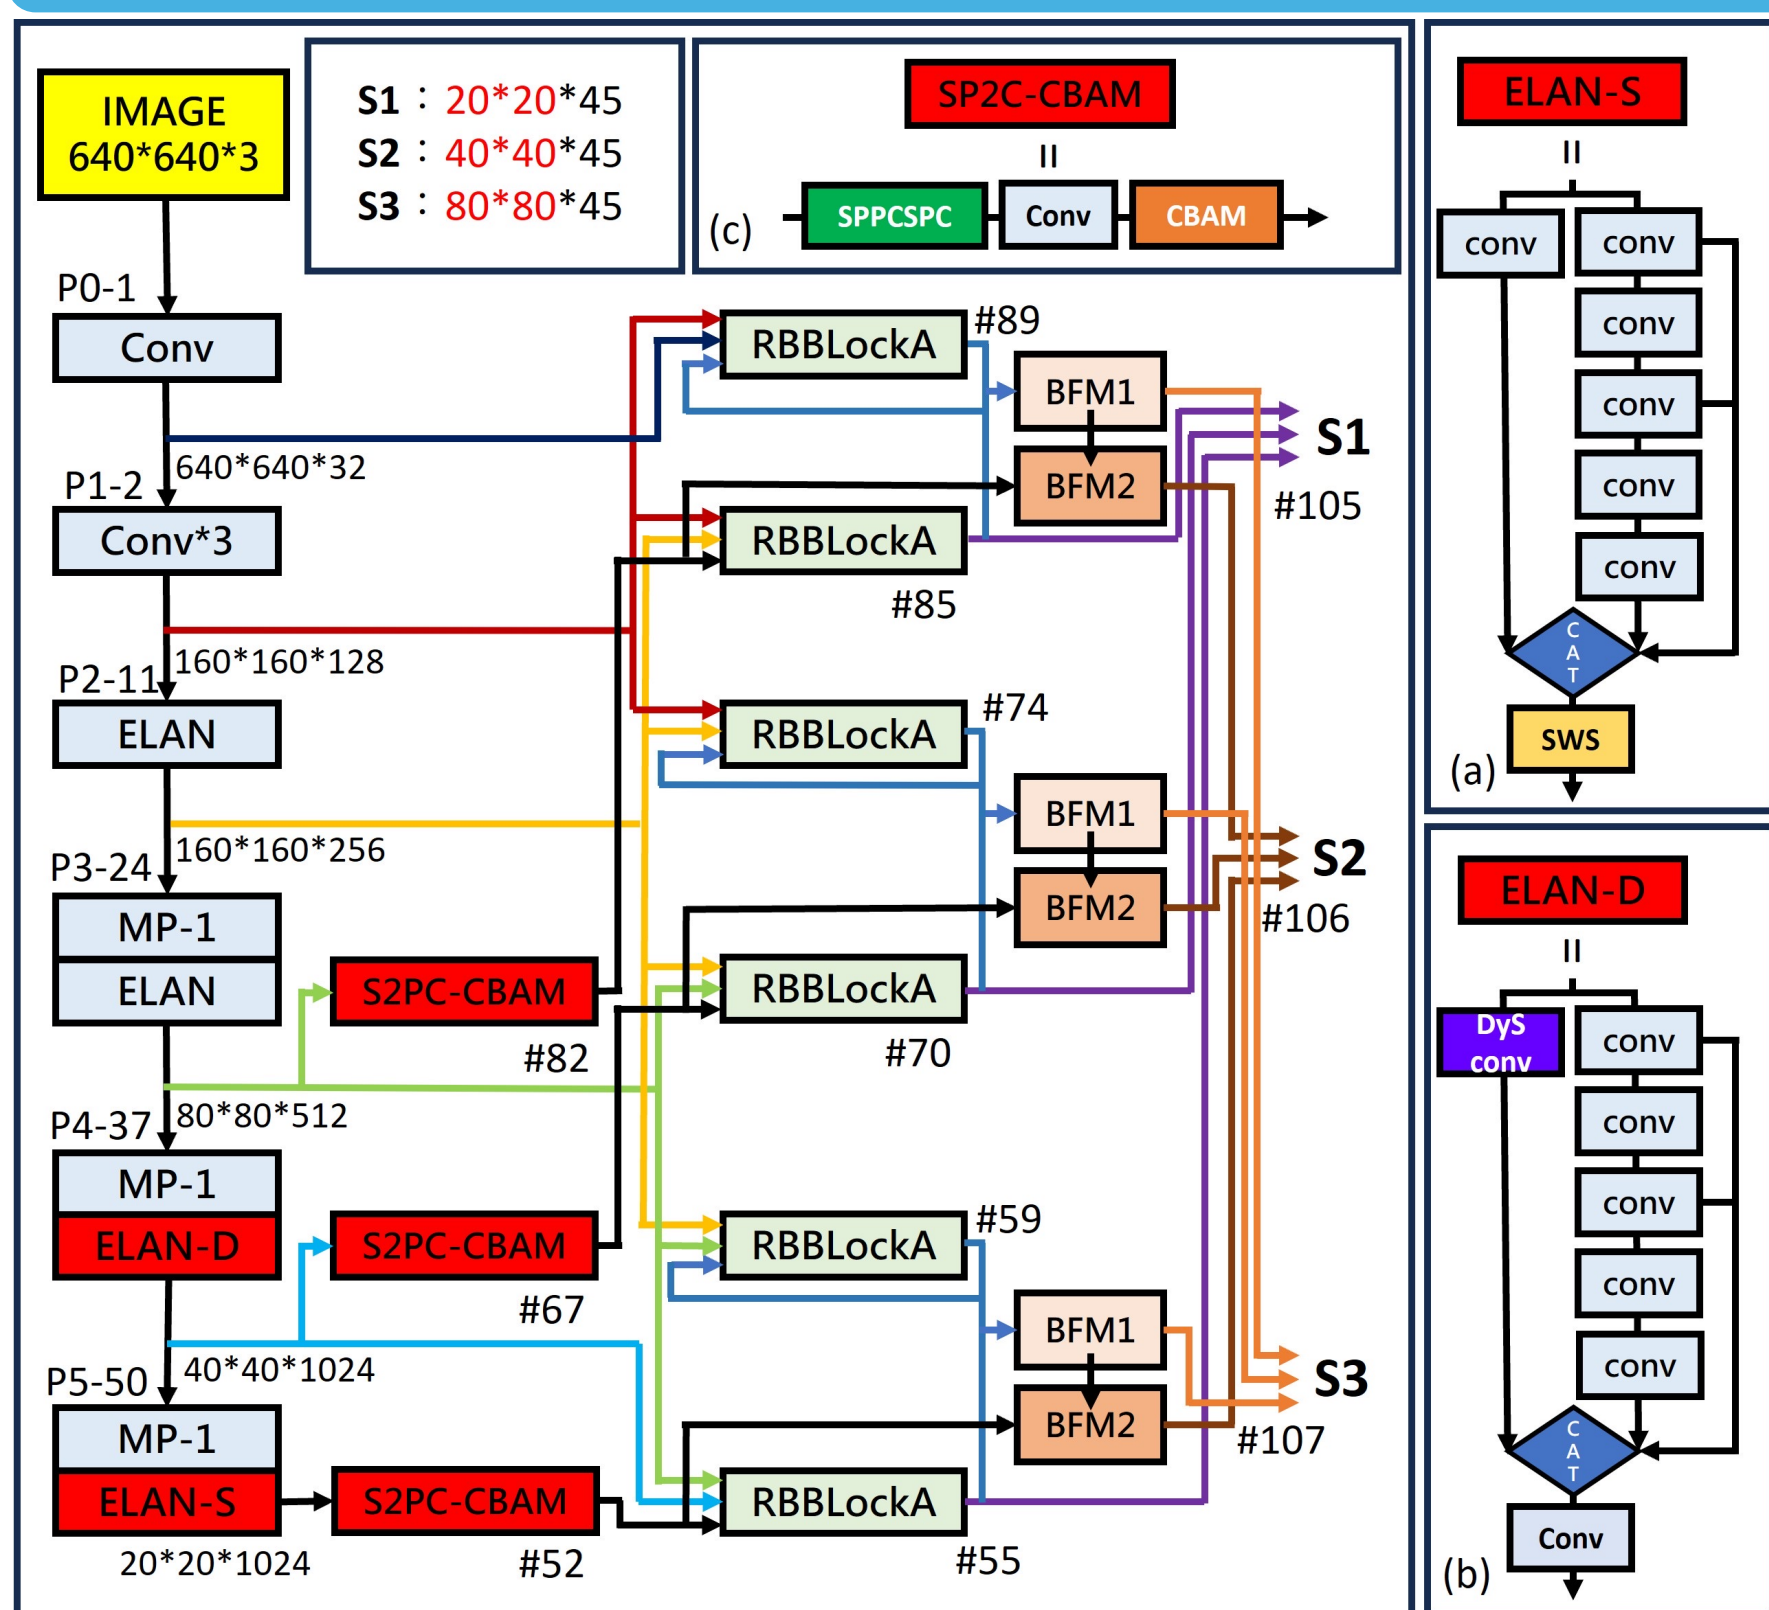 IMAGE
640*640*3
S1 : 20*20*45
S2 : 40*40*45
S3 : 80*80*45
SP2C-CBAM
=
(c)
SPPCSPC
Conv
CBAM
P0-1
Conv
640*640*32
P1-2
Conv*3
160*160*128
P2-11
ELAN
160*160*256
P3-24
MP-1
ELAN
80*80*512
P4-37
MP-1
ELAN-D
40*40*1024
P5-50
MP-1
ELAN-S
20*20*1024
S2PC-CBAM
#82
S2PC-CBAM
#67
S2PC-CBAM
#52
RBBLockA
#89
RBBLockA
#85
RBBLockA
#74
RBBLockA
#70
RBBLockA
#59
RBBLockA
#55
BFM1
BFM2
BFM1
BFM2
BFM1
BFM2
S1
#105
S2
#106
S3
#107
ELAN-S
=
conv
conv
conv
conv
conv
conv
CAT
SWS
(a)
ELAN-D
=
DyS
conv
conv
conv
conv
conv
conv
CAT
Conv
(b)